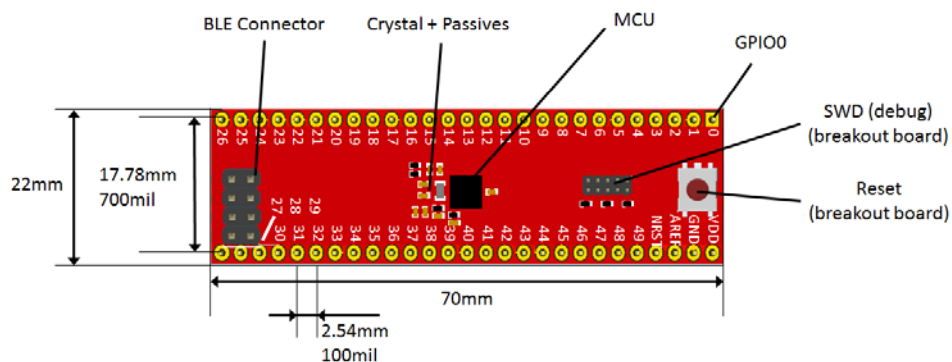 BLE Connector
Crystal + Passives
MCU
GPIO0
SWD (debug)
(breakout board)
Reset
(breakout board)
22mm
17.78mm
700mil
26 25 24 23 22 21 20 19 18 17 16 15 14 13 12 11 10 9 8 7 6 5 4 3 2 1 0
27 28 29
30 31 32 33 34 35 36 37 38 39 40 41 42 43 44 45 46 47 48 49 NRST AREF GND VDD
70mm
2.54mm
100mil